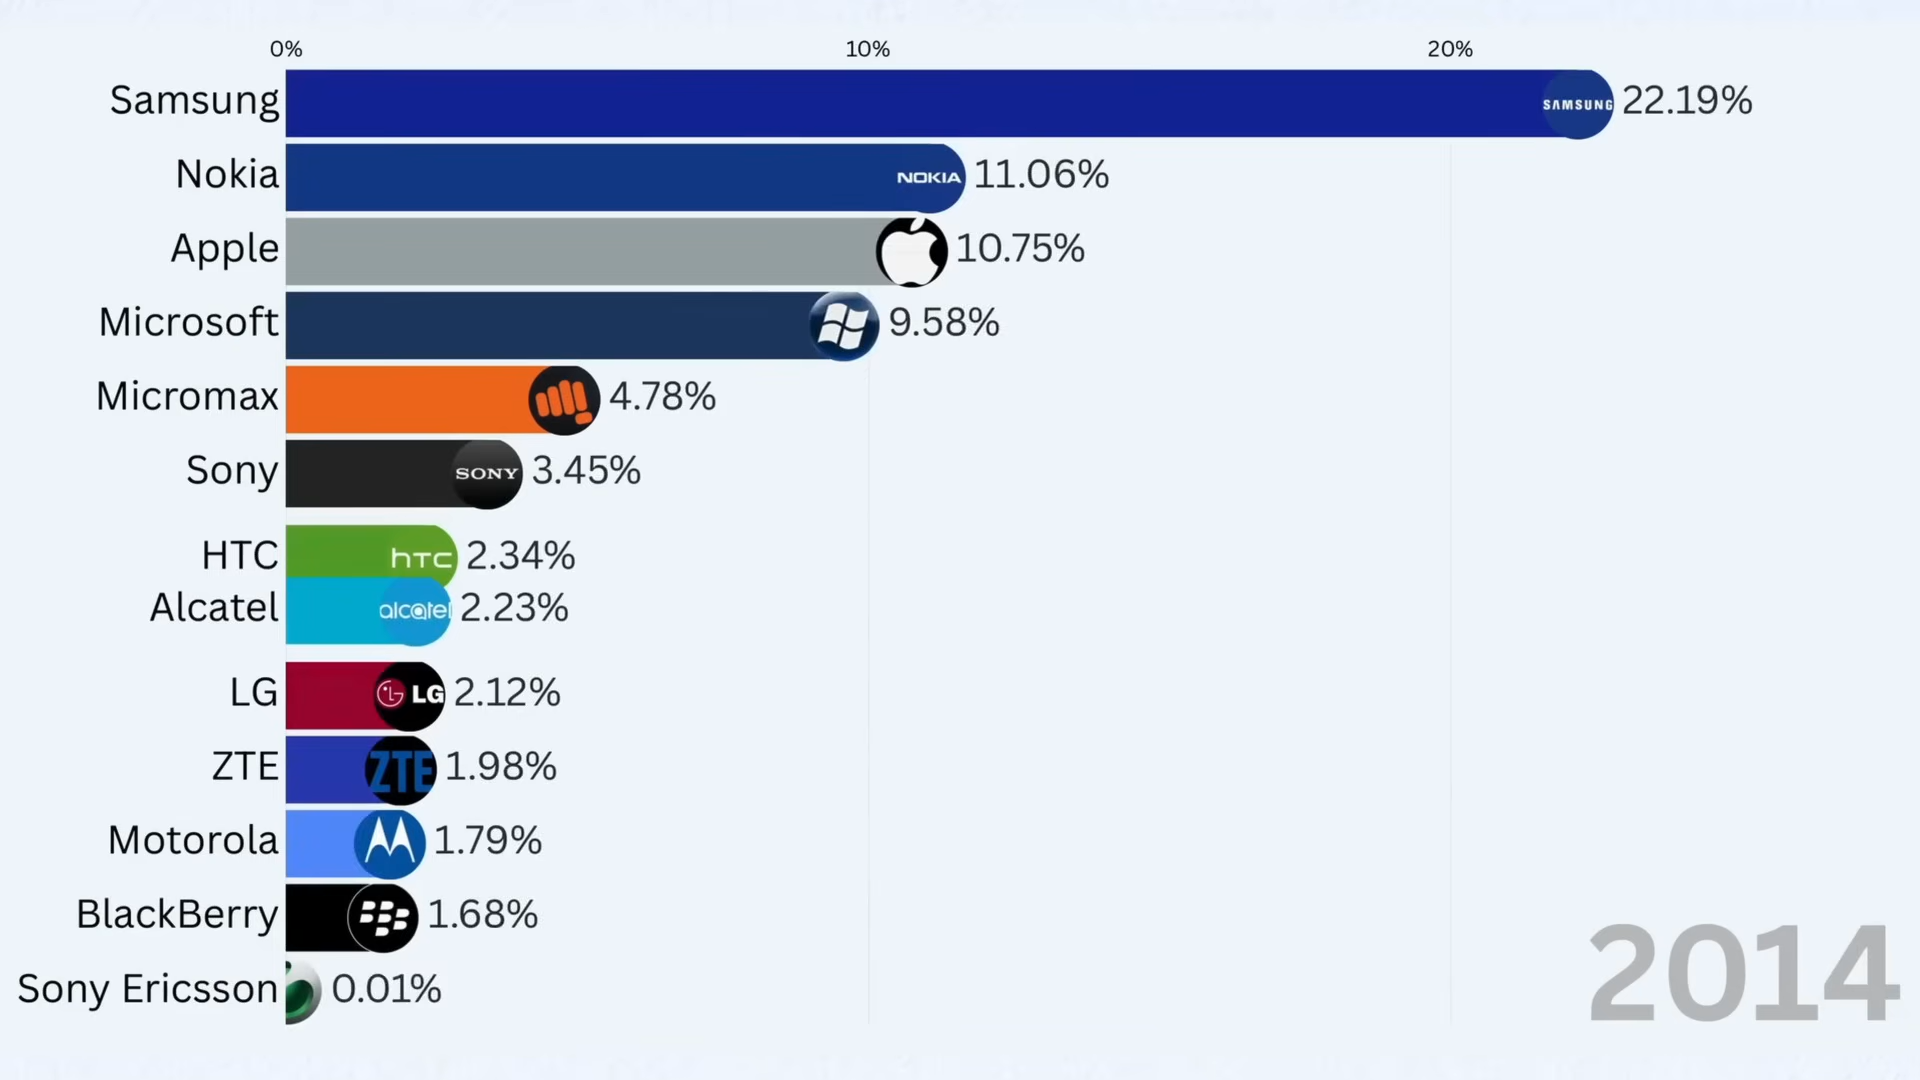 0% 10% 20%
Samsung SAMSUNG 22.19%
Nokia NOKIA 11.06%
Apple 10.75%
Microsoft 9.58%
Micromax 4.78%
Sony SONY 3.45%
HTC hTC 2.34%
Alcatel alcatel 2.23%
LG LG 2.12%
ZTE ZTE 1.98%
Motorola 1.79%
BlackBerry 1.68%
Sony Ericsson 0.01%
2014